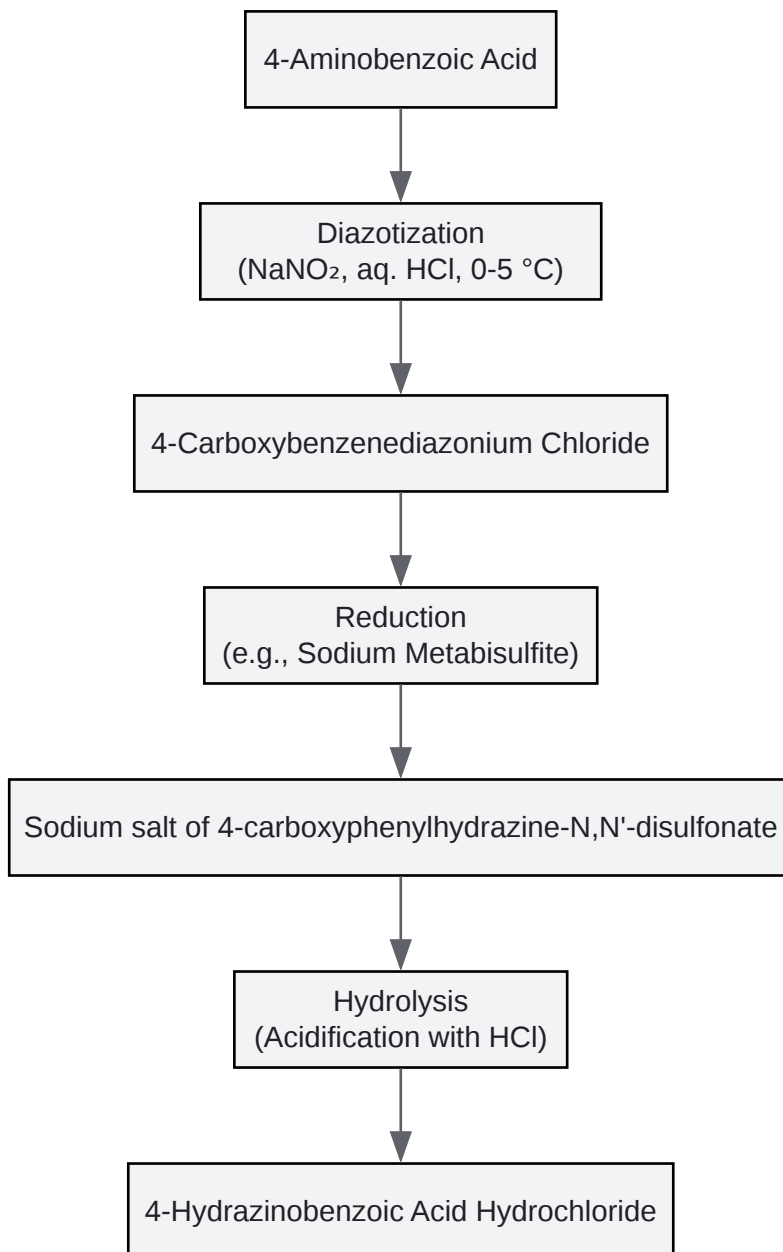 4-Aminobenzoic Acid
Diazotization
(NaNO₂, aq. HCl, 0-5 °C)
4-Carboxybenzenediazonium Chloride
Reduction
(e.g., Sodium Metabisulfite)
Sodium salt of 4-carboxyphenylhydrazine-N,N'-disulfonate
Hydrolysis
(Acidification with HCl)
4-Hydrazinobenzoic Acid Hydrochloride